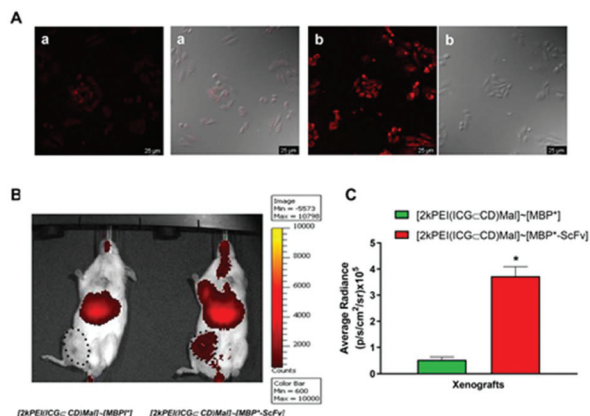 A
a
a
b
b
25 µm
25 µm
25 µm
25 µm
B
Image
Min = -5573
Max = 10798
10000
8000
6000
4000
2000
Counts
Color Bar
Min = 600
Max = 10000
[2kPEI(ICG⊂CD)Mal]~[MBP(*]
[2kPEI(ICG⊂CD)Mal]~[MBP*-ScFv]
C
[2kPEI(ICG⊂CD)Mal]~[MBP*]
[2kPEI(ICG⊂CD)Mal]~[MBP*-ScFv]
Average Radiance
(p/s/cm²/sr)x10⁵
5
4
3
2
1
0
*
Xenografts